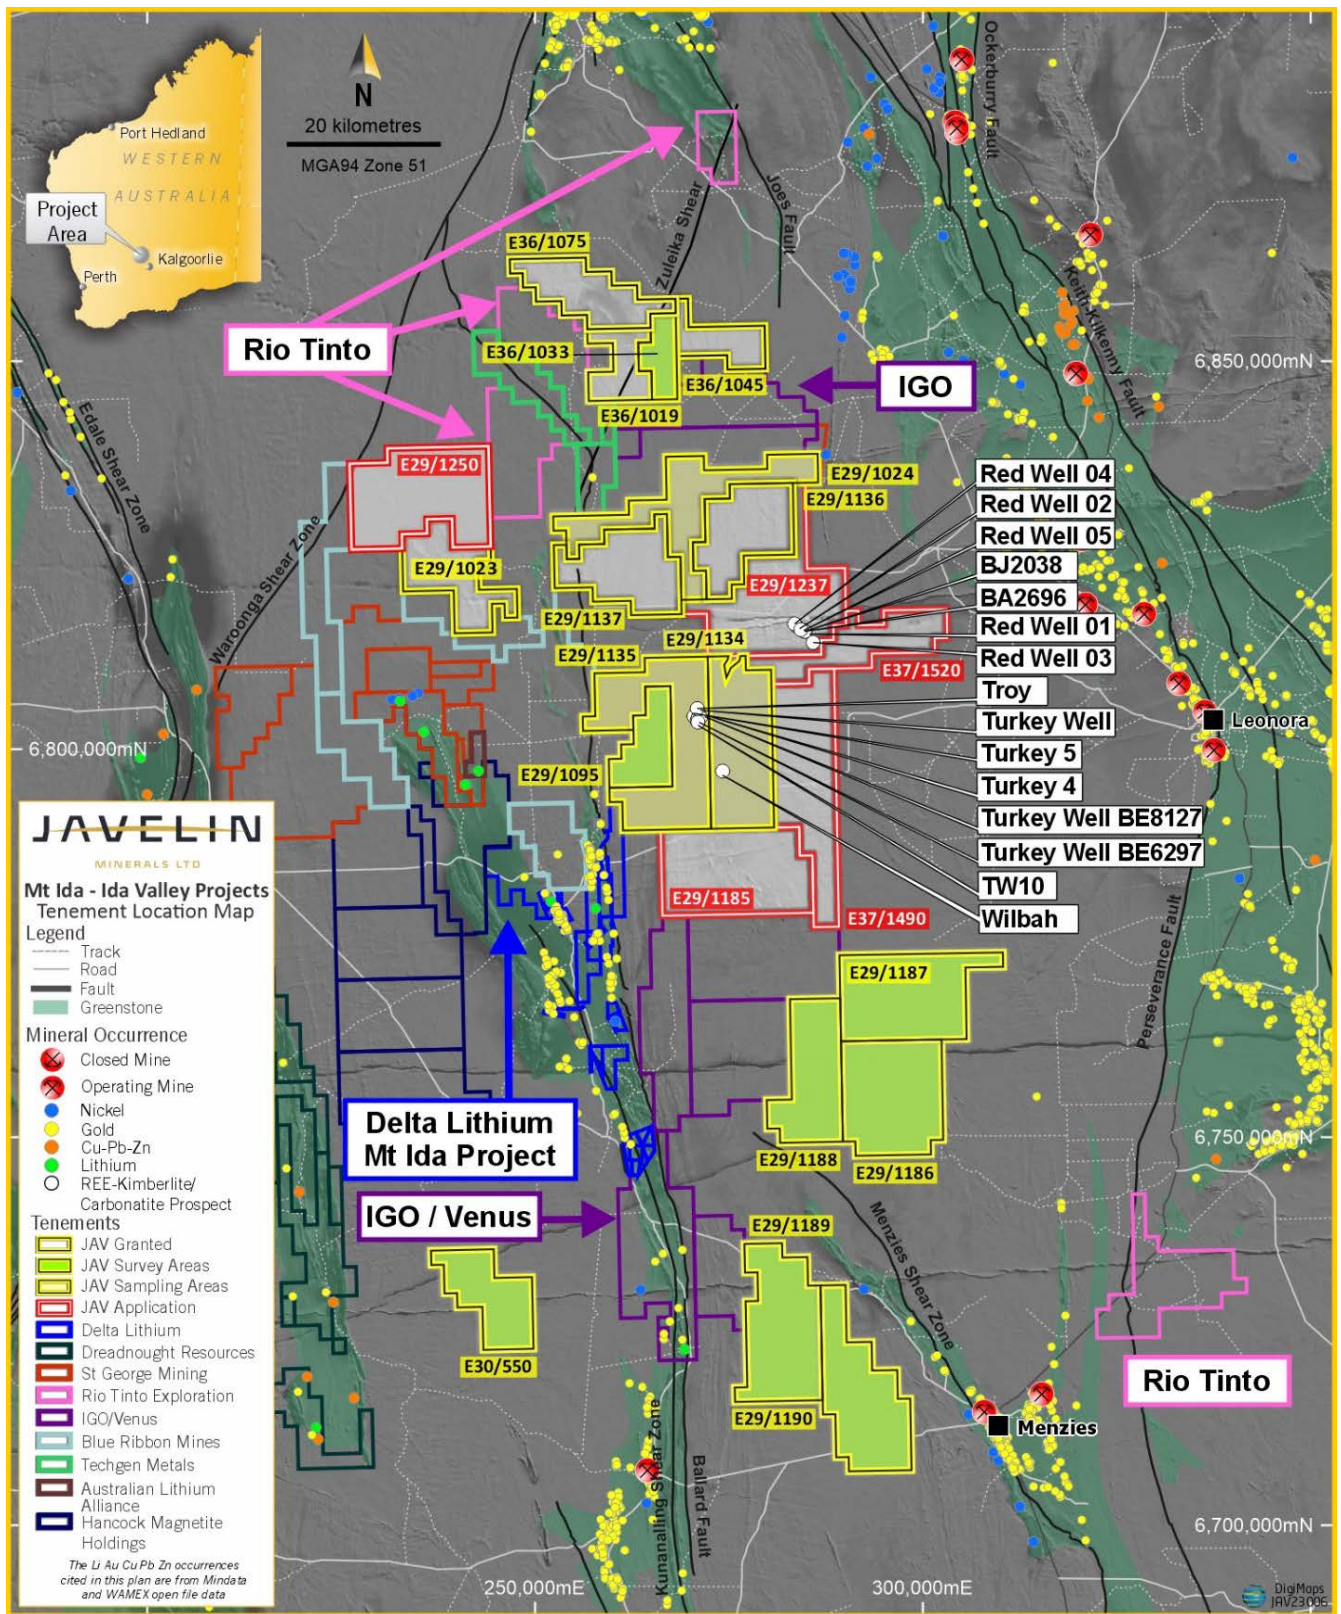 Port Hedland
WESTERN
AUSTRALIA
Project
Area
Kalgoorlie
Perth
N
20 kilometres
MGA94 Zone 51
Ockerburry Fault
Joes Fault
Zuleika Shear
Keith-Kilkenny Fault
Edale Shear Zone
Waroonga Shear Zone
Perseverance Fault
Menzies Shear Zone
Kunanalling Shear Zone
Ballard Fault
E36/1075
Rio Tinto
E36/1033
E36/1045
E36/1019
IGO
6,850,000mN
E29/1250
E29/1024
E29/1136
E29/1023
E29/1237
E29/1137
E29/1134
E29/1135
E37/1520
Red Well 04
Red Well 02
Red Well 05
BJ2038
BA2696
Red Well 01
Red Well 03
Troy
Turkey Well
Turkey 5
Turkey 4
Turkey Well BE8127
Turkey Well BE6297
TW10
Wilbah
Leonora
6,800,000mN
E29/1095
E29/1185
E37/1490
E29/1187
Delta Lithium
Mt Ida Project
E29/1188
E29/1186
6,750,000mN
IGO / Venus
E29/1189
E30/550
E29/1190
Rio Tinto
Menzies
6,700,000mN
250,000mE
300,000mE
JAVELIN
MINERALS LTD
Mt Ida - Ida Valley Projects
Tenement Location Map
Legend
Track
Road
Fault
Greenstone
Mineral Occurrence
Closed Mine
Operating Mine
Nickel
Gold
Cu-Pb-Zn
Lithium
REE-Kimberlite/
Carbonatite Prospect
Tenements
JAV Granted
JAV Survey Areas
JAV Sampling Areas
JAV Application
Delta Lithium
Dreadnought Resources
St George Mining
Rio Tinto Exploration
IGO/Venus
Blue Ribbon Mines
Techgen Metals
Australian Lithium
Alliance
Hancock Magnetite
Holdings
The Li Au Cu Pb Zn occurrences
cited in this plan are from Mindata
and WAMEX open file data
DigiMaps
JAV23006